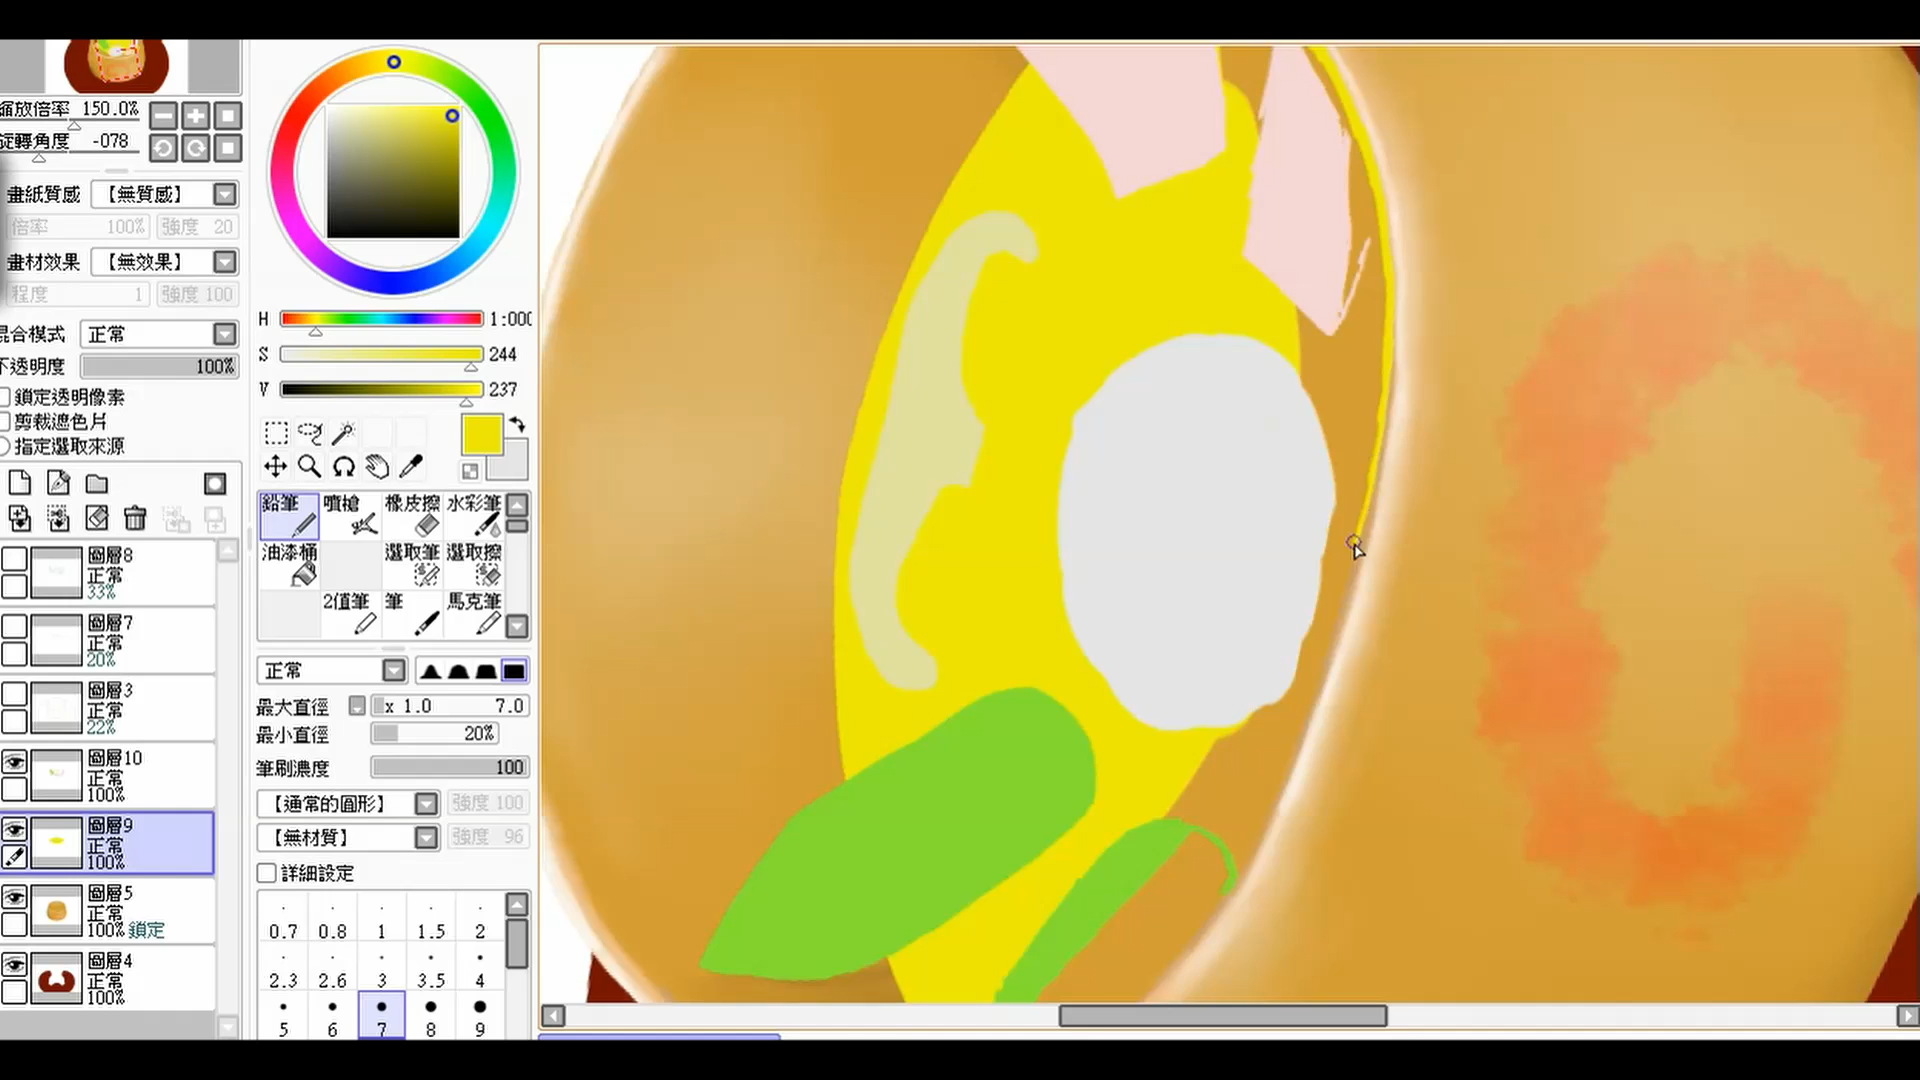 縮放倍率 150.0%
旋轉角度 -078
畫紙質感 【無質感】
倍率 100% 強度 20
畫材效果 【無效果】
程度 1 強度 100
混合模式 正常
不透明度 100%
鎖定透明像素
剪裁遮色片
指定選取來源
圖層8
正常
33%
圖層7
正常
20%
圖層3
正常
22%
圖層10
正常
100%
圖層9
正常
100%
圖層5
正常
100% 鎖定
圖層4
正常
100%
H 1:000
S 244
V 237
鉛筆 噴槍 橡皮擦 水彩筆
油漆桶 選取筆 選取擦
2值筆 筆 馬克筆
正常
最大直徑 x 1.0 7.0
最小直徑 20%
筆刷濃度 100
【通常的圓形】 強度 100
【無材質】 強度 96
詳細設定
0.7 0.8 1 1.5 2
2.3 2.6 3 3.5 4
5 6 7 8 9